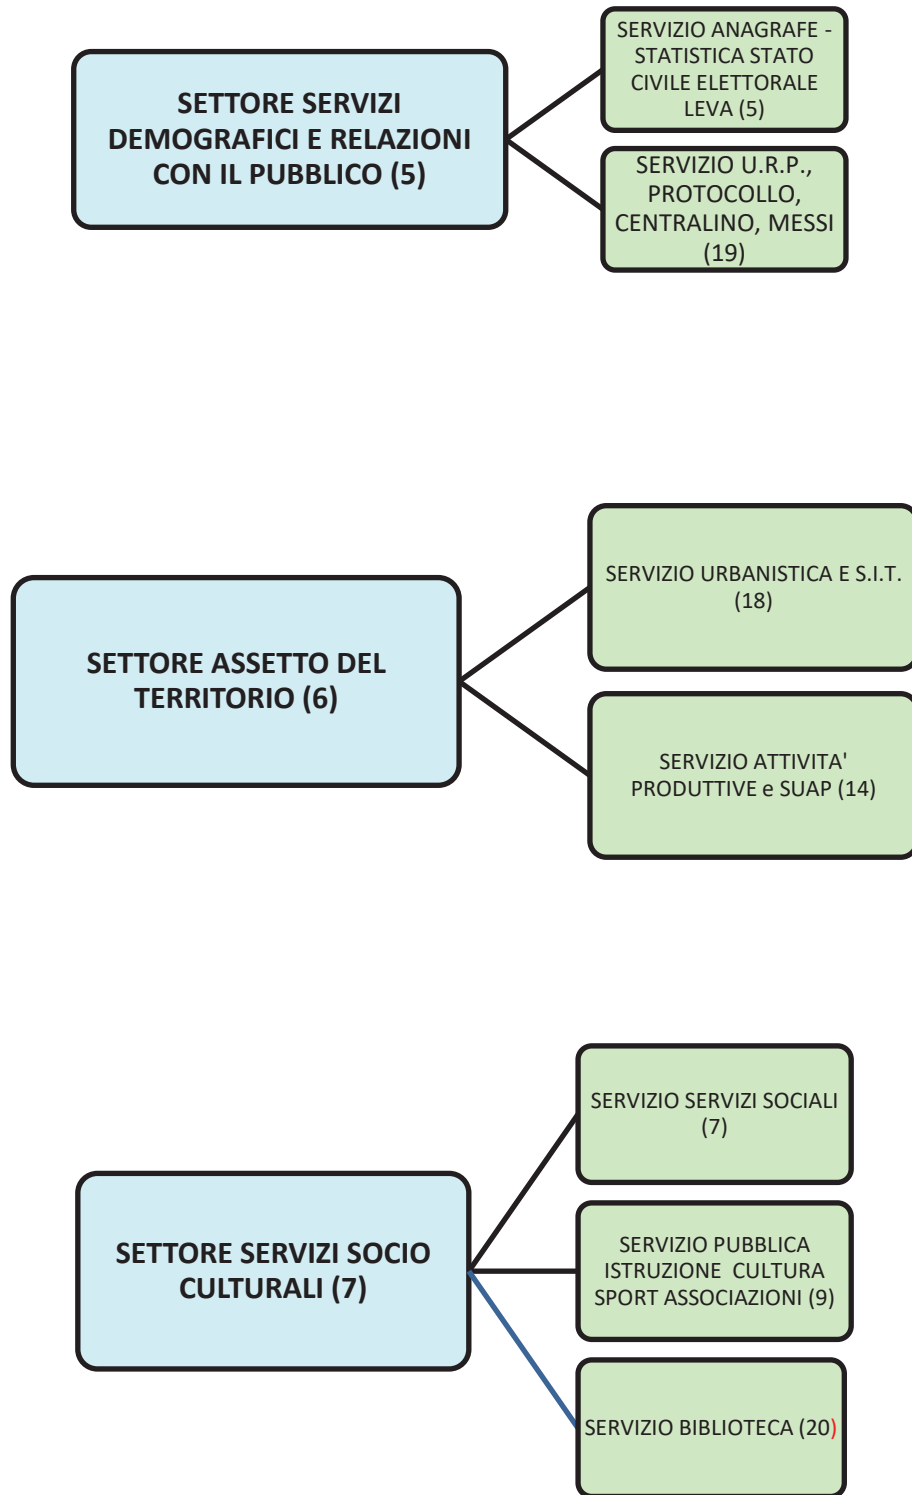 SETTORE SERVIZI
DEMOGRAFICI E RELAZIONI
CON IL PUBBLICO (5)
SERVIZIO ANAGRAFE -
STATISTICA STATO
CIVILE ELETTORALE
LEVA (5)
SERVIZIO U.R.P.,
PROTOCOLLO,
CENTRALINO, MESSI
(19)
SETTORE ASSETTO DEL
TERRITORIO (6)
SERVIZIO URBANISTICA E S.I.T.
(18)
SERVIZIO ATTIVITA'
PRODUTTIVE e SUAP (14)
SETTORE SERVIZI SOCIO
CULTURALI (7)
SERVIZIO SERVIZI SOCIALI
(7)
SERVIZIO PUBBLICA
ISTRUZIONE  CULTURA
SPORT ASSOCIAZIONI (9)
SERVIZIO BIBLIOTECA (20)